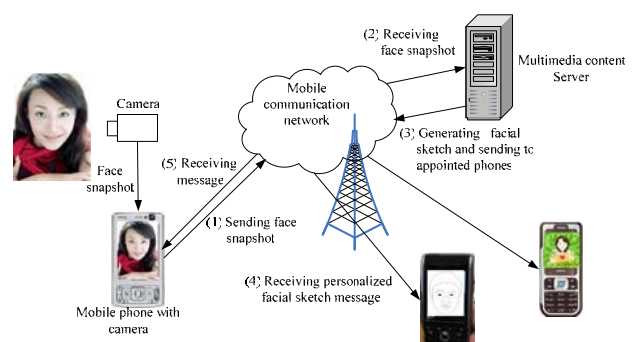 (2) Receiving
face snapshot
Multimedia content
Server
Camera
Mobile
communication
network
(3) Generating facial
sketch and sending to
appointed phones
Face
snapshot
(5) Receiving
message
(1) Sending face
snapshot
(4) Receiving personalized
facial sketch message
Mobile phone with
camera